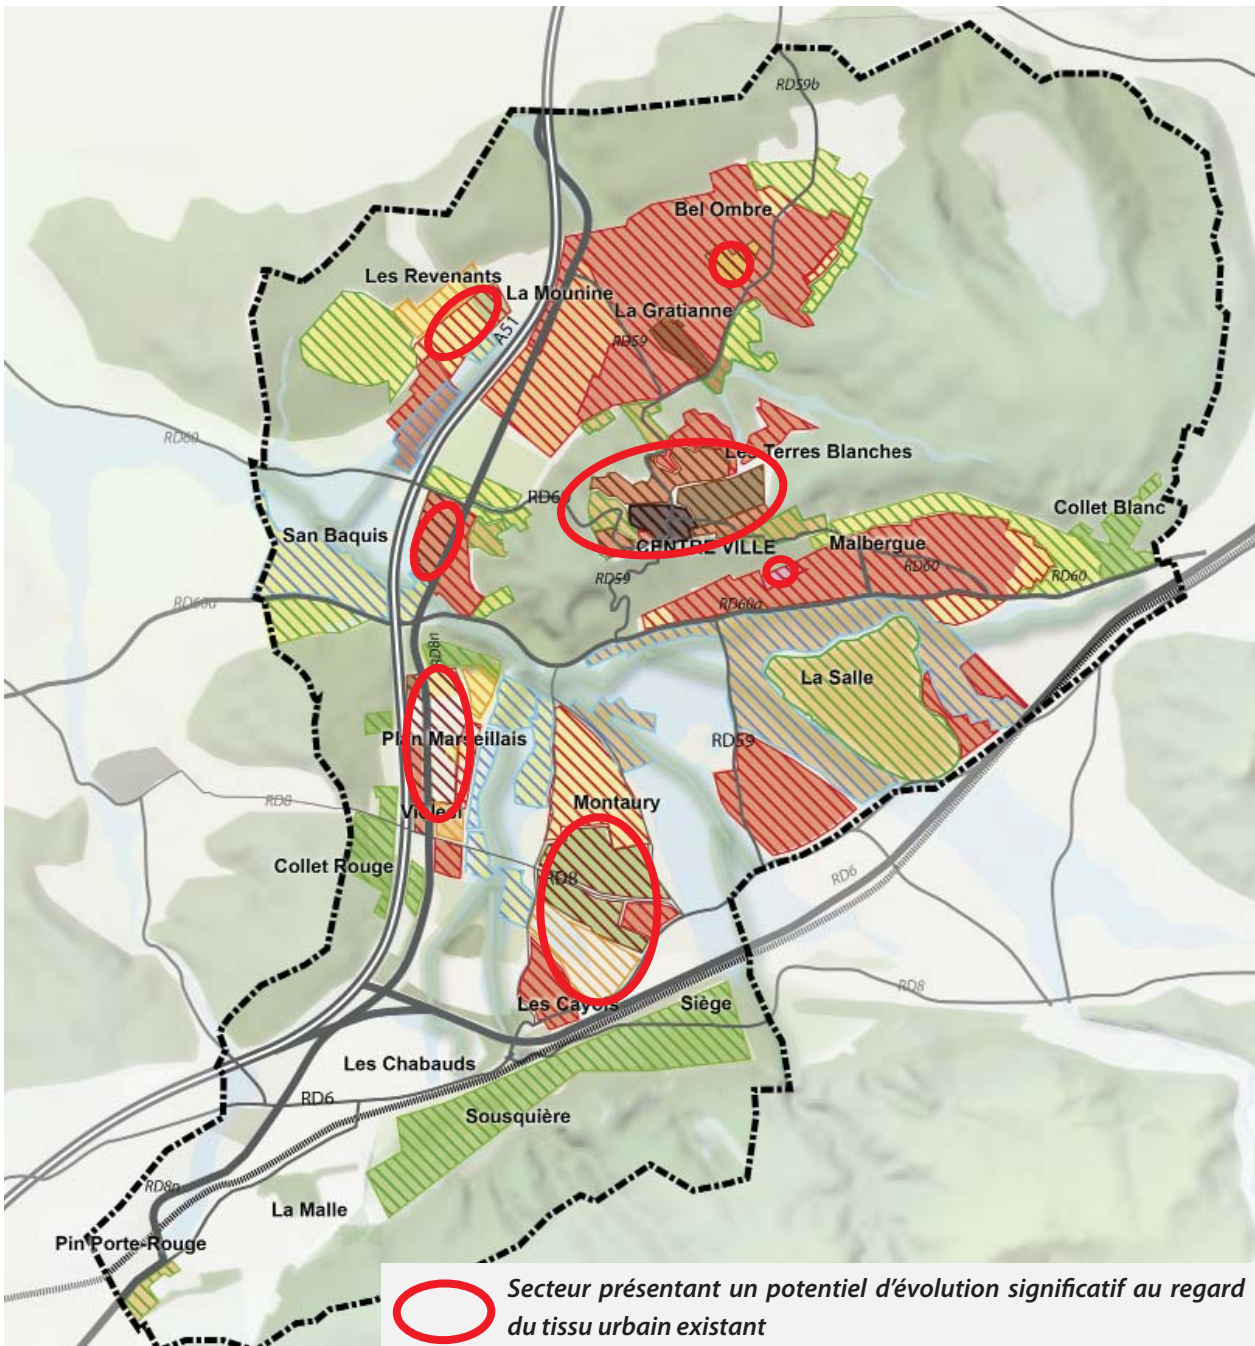 RD59b
Bel Ombre
Les Revenants
La Mounine
La Gratianne
A51
RD59
RD60
Les Terres Blanches
RD60
Collet Blanc
San Baquis
CENTRE VILLE
Malbergue
RD60
RD60
RD59
RD60a
RD60a
RD8n
La Salle
Plan Marseillais
RD59
RD8
Violesi
Montaury
Collet Rouge
RD8
RD6
Les Cayols
Siège
RD8
Les Chabauds
RD6
Sousquière
RD8n
La Malle
Pin Porte-Rouge
Secteur présentant un potentiel d'évolution significatif au regard
du tissu urbain existant